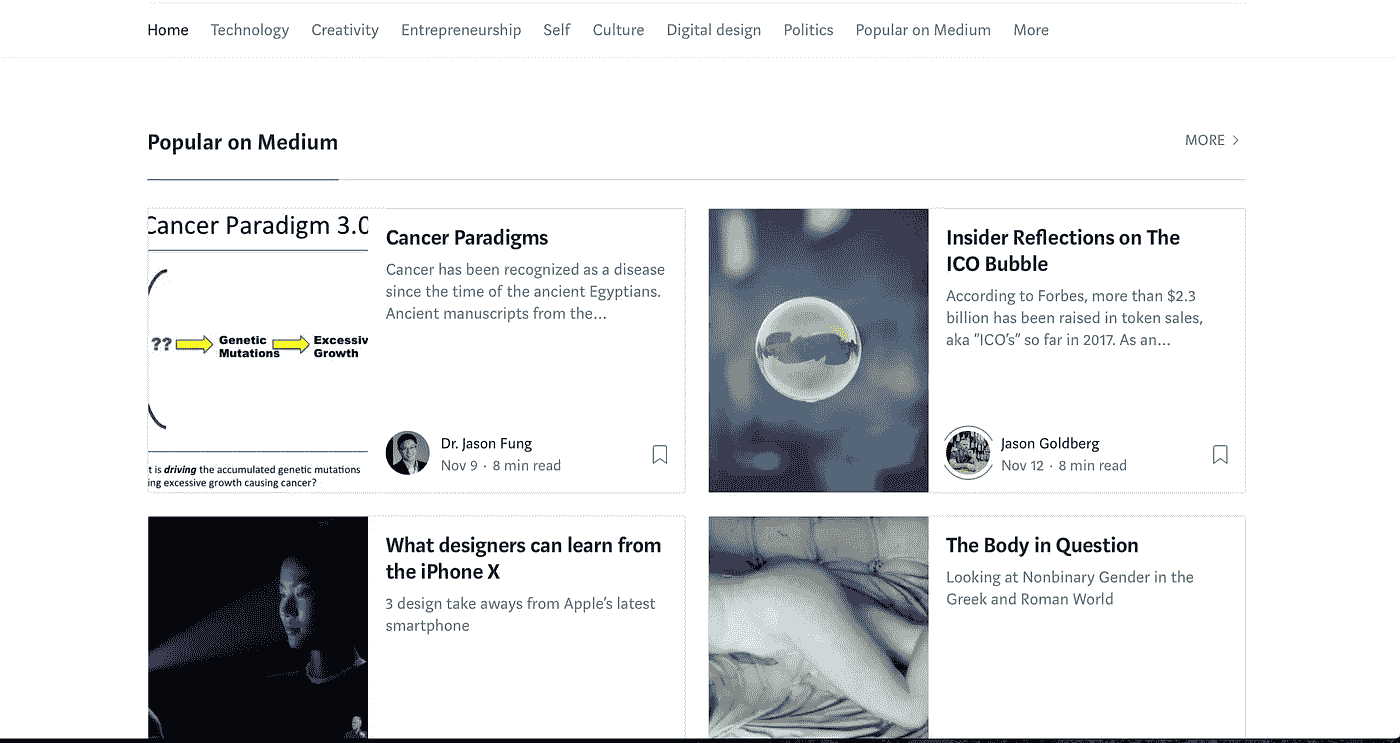 Home Technology Creativity Entrepreneurship Self Culture Digital design Politics Popular on Medium More
Popular on Medium
MORE
Cancer Paradigm 3.0
?? Genetic Mutations Excessiv Growth
t is driving the accumulated genetic mutations
ing excessive growth causing cancer?
Cancer Paradigms
Cancer has been recognized as a disease
since the time of the ancient Egyptians.
Ancient manuscripts from the...
Dr. Jason Fung
Nov 9 · 8 min read
Insider Reflections on The
ICO Bubble
According to Forbes, more than $2.3
billion has been raised in token sales,
aka "ICO's" so far in 2017. As an...
Jason Goldberg
Nov 12 · 8 min read
What designers can learn from
the iPhone X
3 design take aways from Apple's latest
smartphone
The Body in Question
Looking at Nonbinary Gender in the
Greek and Roman World